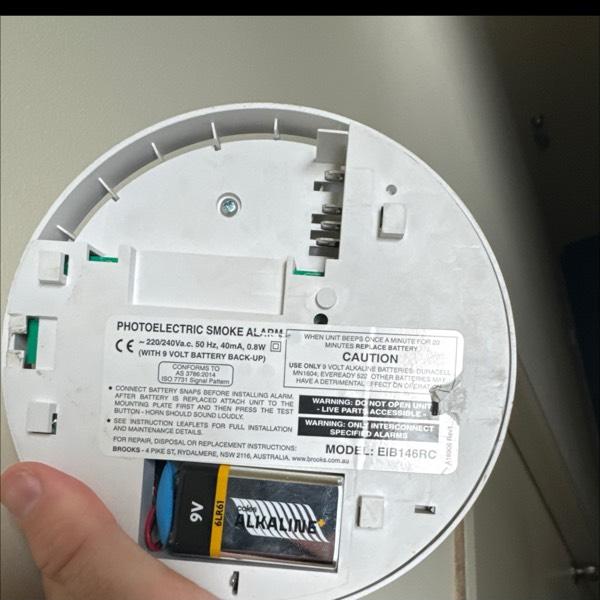 PHOTOELECTRIC SMOKE ALARM
CE ~ 220/240Va.c. 50 Hz, 40mA, 0.8W
(WITH 9 VOLT BATTERY BACK-UP)
CONFORMS TO
AS 3786:2014
ISO 7731 Signal Pattern
WHEN UNIT BEEPS ONCE A MINUTE FOR 20
MINUTES REPLACE BATTERY
CAUTION
USE ONLY 9 VOLT ALKALINE BATTERIES: DURACELL
MN1604; EVEREADY 522 OTHER BATTERIES MAY
HAVE A DETRIMENTAL EFFECT ON OPERATION
• CONNECT BATTERY SNAPS BEFORE INSTALLING ALARM.
AFTER BATTERY IS REPLACED ATTACH UNIT TO THE
MOUNTING PLATE FIRST AND THEN PRESS THE TEST
BUTTON - HORN SHOULD SOUND LOUDLY.
• SEE INSTRUCTION LEAFLETS FOR FULL INSTALLATION
AND MAINTENANCE DETAILS.
WARNING: DO NOT OPEN UNIT
- LIVE PARTS ACCESSIBLE -
WARNING: ONLY INTERCONNECT
SPECIFIED ALARMS
FOR REPAIR, DISPOSAL OR REPLACEMENT INSTRUCTIONS:
BROOKS - 4 PIKE ST, RYDALMERE, NSW 2116, AUSTRALIA. www.brooks.com.au
MODEL: EIB146RC
9V
6LR61
coles
ALKALINE